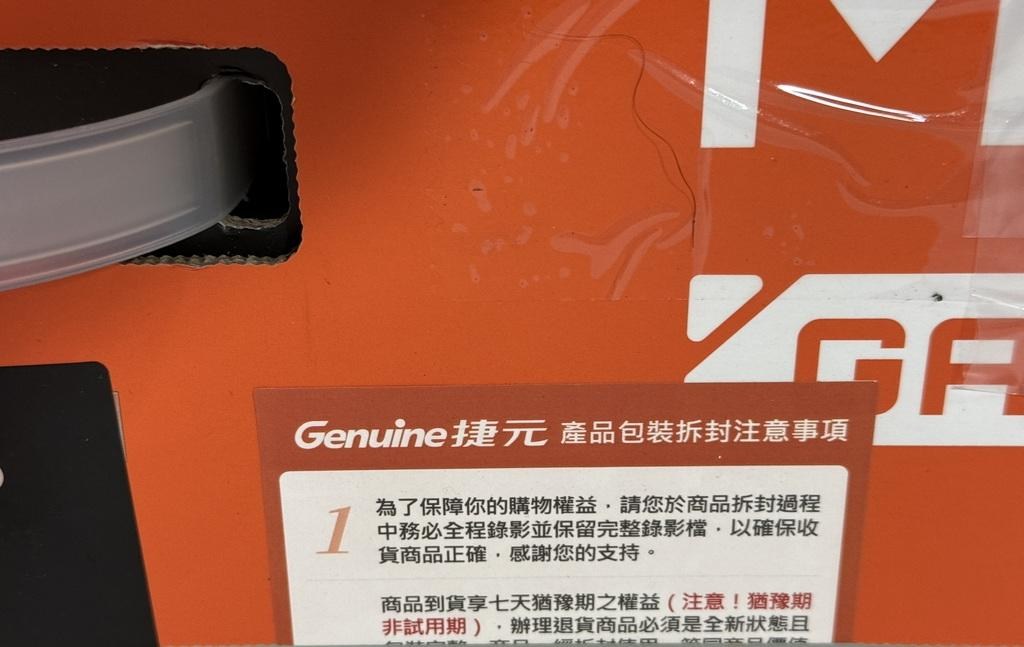 M
GA
Genuine捷元 產品包裝拆封注意事項
1
為了保障你的購物權益，請您於商品拆封過程
中務必全程錄影並保留完整錄影檔，以確保收
貨商品正確，感謝您的支持。
商品到貨享七天猶豫期之權益（注意！猶豫期
非試用期），辦理退貨商品必須是全新狀態且